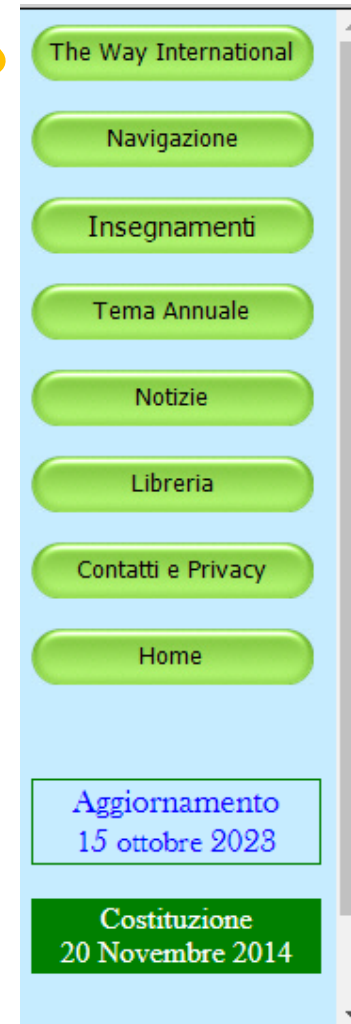 The Way International
Navigazione
Insegnamenti
Tema Annuale
Notizie
Libreria
Contatti e Privacy
Home
Aggiornamento
15 ottobre 2023
Costituzione
20 Novembre 2014